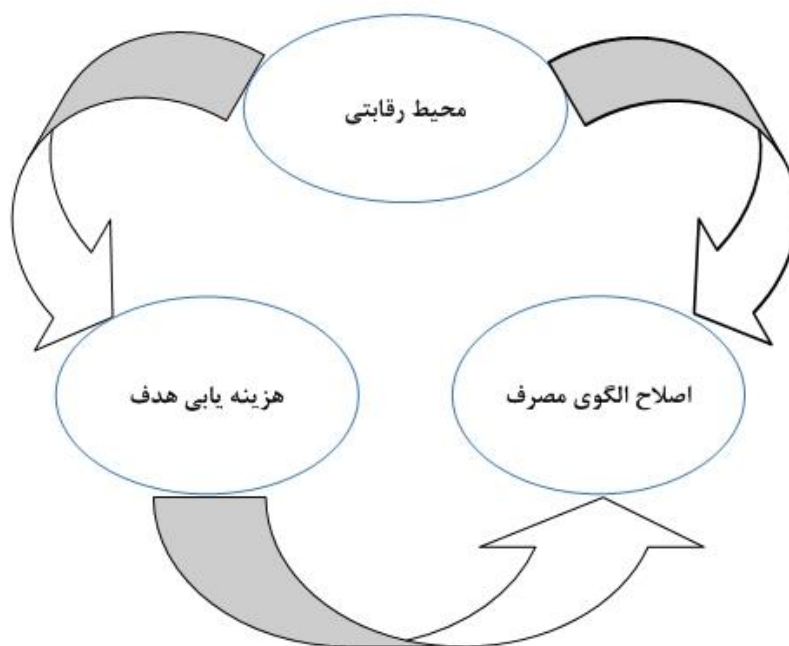 محیط رقابتی
اصلاح الگوی مصرف
هزینه یابی هدف